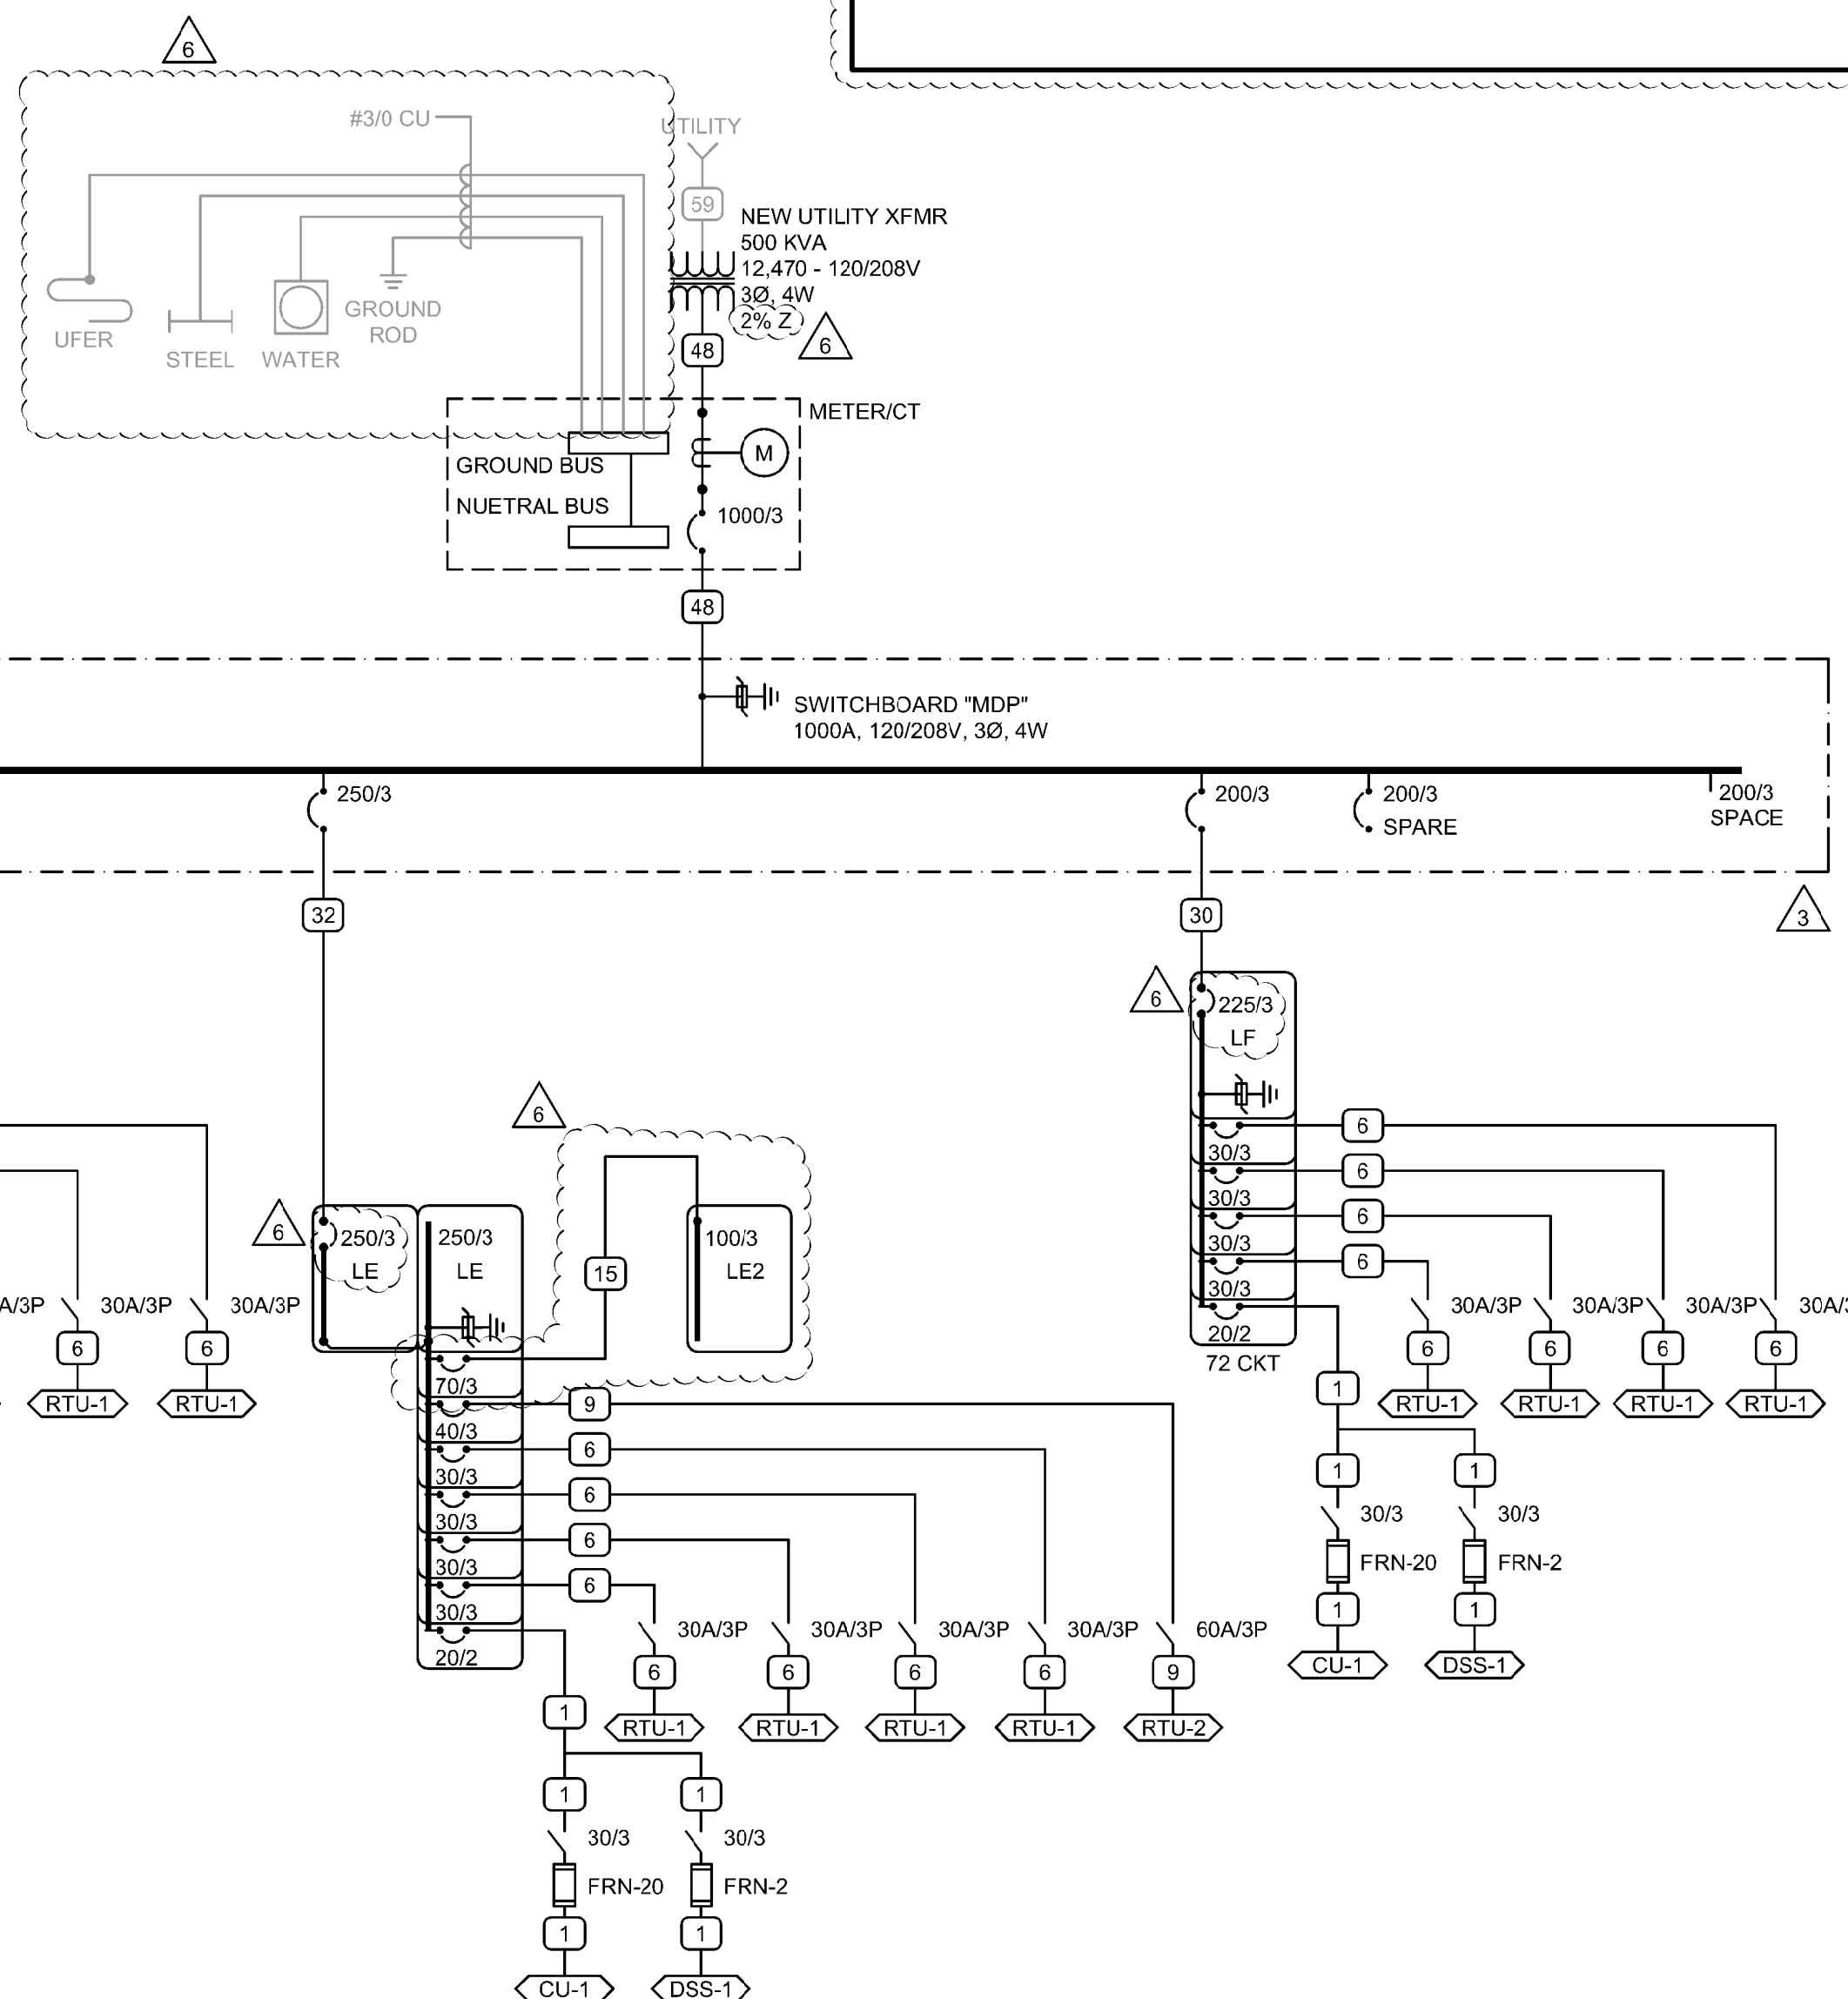 6
#3/0 CU
UTILITY
59
NEW UTILITY XFMR
500 KVA
12,470 - 120/208V
3Ø, 4W
2% Z
6
48
UFER
STEEL
WATER
GROUND
ROD
METER/CT
M
GROUND BUS
NUETRAL BUS
1000/3
48
SWITCHBOARD "MDP"
1000A, 120/208V, 3Ø, 4W
250/3
200/3
200/3
SPARE
200/3
SPACE
32
30
3
6
225/3
LF
6
6
30/3
6
30/3
6
30/3
6
30/3
20/2
72 CKT
6
250/3
LE
250/3
LE
15
100/3
LE2
A/3P
30A/3P
30A/3P
6
6
RTU-1
RTU-1
30A/3P
30A/3P
30A/3P
30A/3
6
6
6
6
RTU-1
RTU-1
RTU-1
RTU-1
1
70/3
9
40/3
6
30/3
6
30/3
6
30/3
6
30/3
20/2
1
1
30/3
30/3
FRN-20
FRN-2
1
1
CU-1
DSS-1
30A/3P
30A/3P
30A/3P
30A/3P
60A/3P
6
6
6
6
9
RTU-1
RTU-1
RTU-1
RTU-1
RTU-2
1
1
1
30/3
30/3
FRN-20
FRN-2
1
1
CU-1
DSS-1